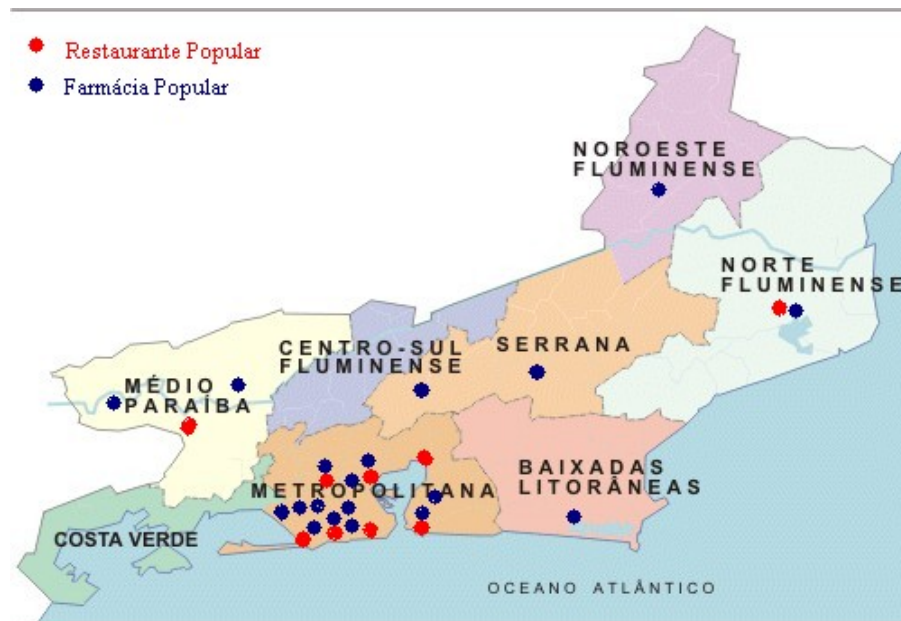 Restaurante Popular
Farmácia Popular
NOROESTE
FLUMINENSE
NORTE
FLUMINENSE
SERRANA
CENTRO-SUL
FLUMINENSE
MÉDIO
PARAÍBA
BAIXADAS
LITORÂNEAS
METROPOLITANA
COSTA VERDE
OCEANO ATLÂNTICO